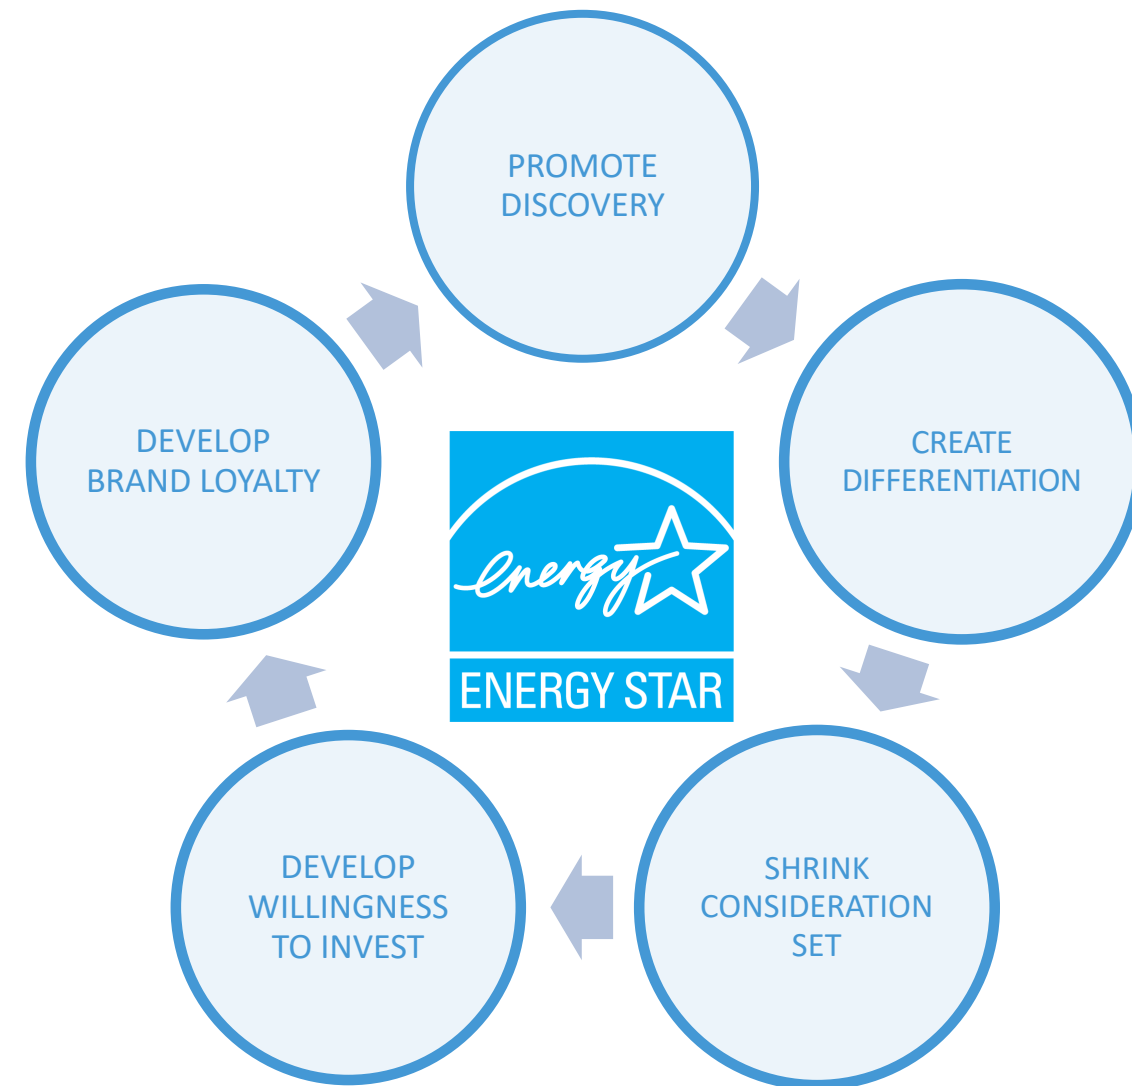 PROMOTE
DISCOVERY
CREATE
DIFFERENTIATION
SHRINK
CONSIDERATION
SET
DEVELOP
WILLINGNESS
TO INVEST
DEVELOP
BRAND LOYALTY
energy
ENERGY STAR